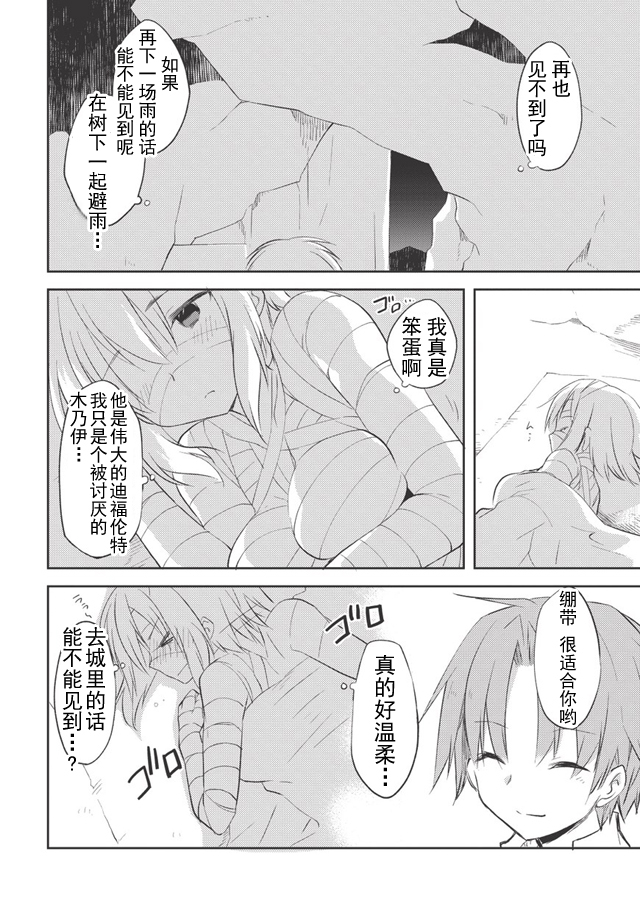 再也
见不到了吗
如果
再下一场雨的话
能不能见到呢
在树下一起避雨…
我真是
笨蛋啊
ゴロ
他是伟大的迪福伦特
我只是个被讨厌的
木乃伊…
绷带 很适合你哟
真的好温柔…
ゴロ
ゴロ
去城里的话
能不能见到…?